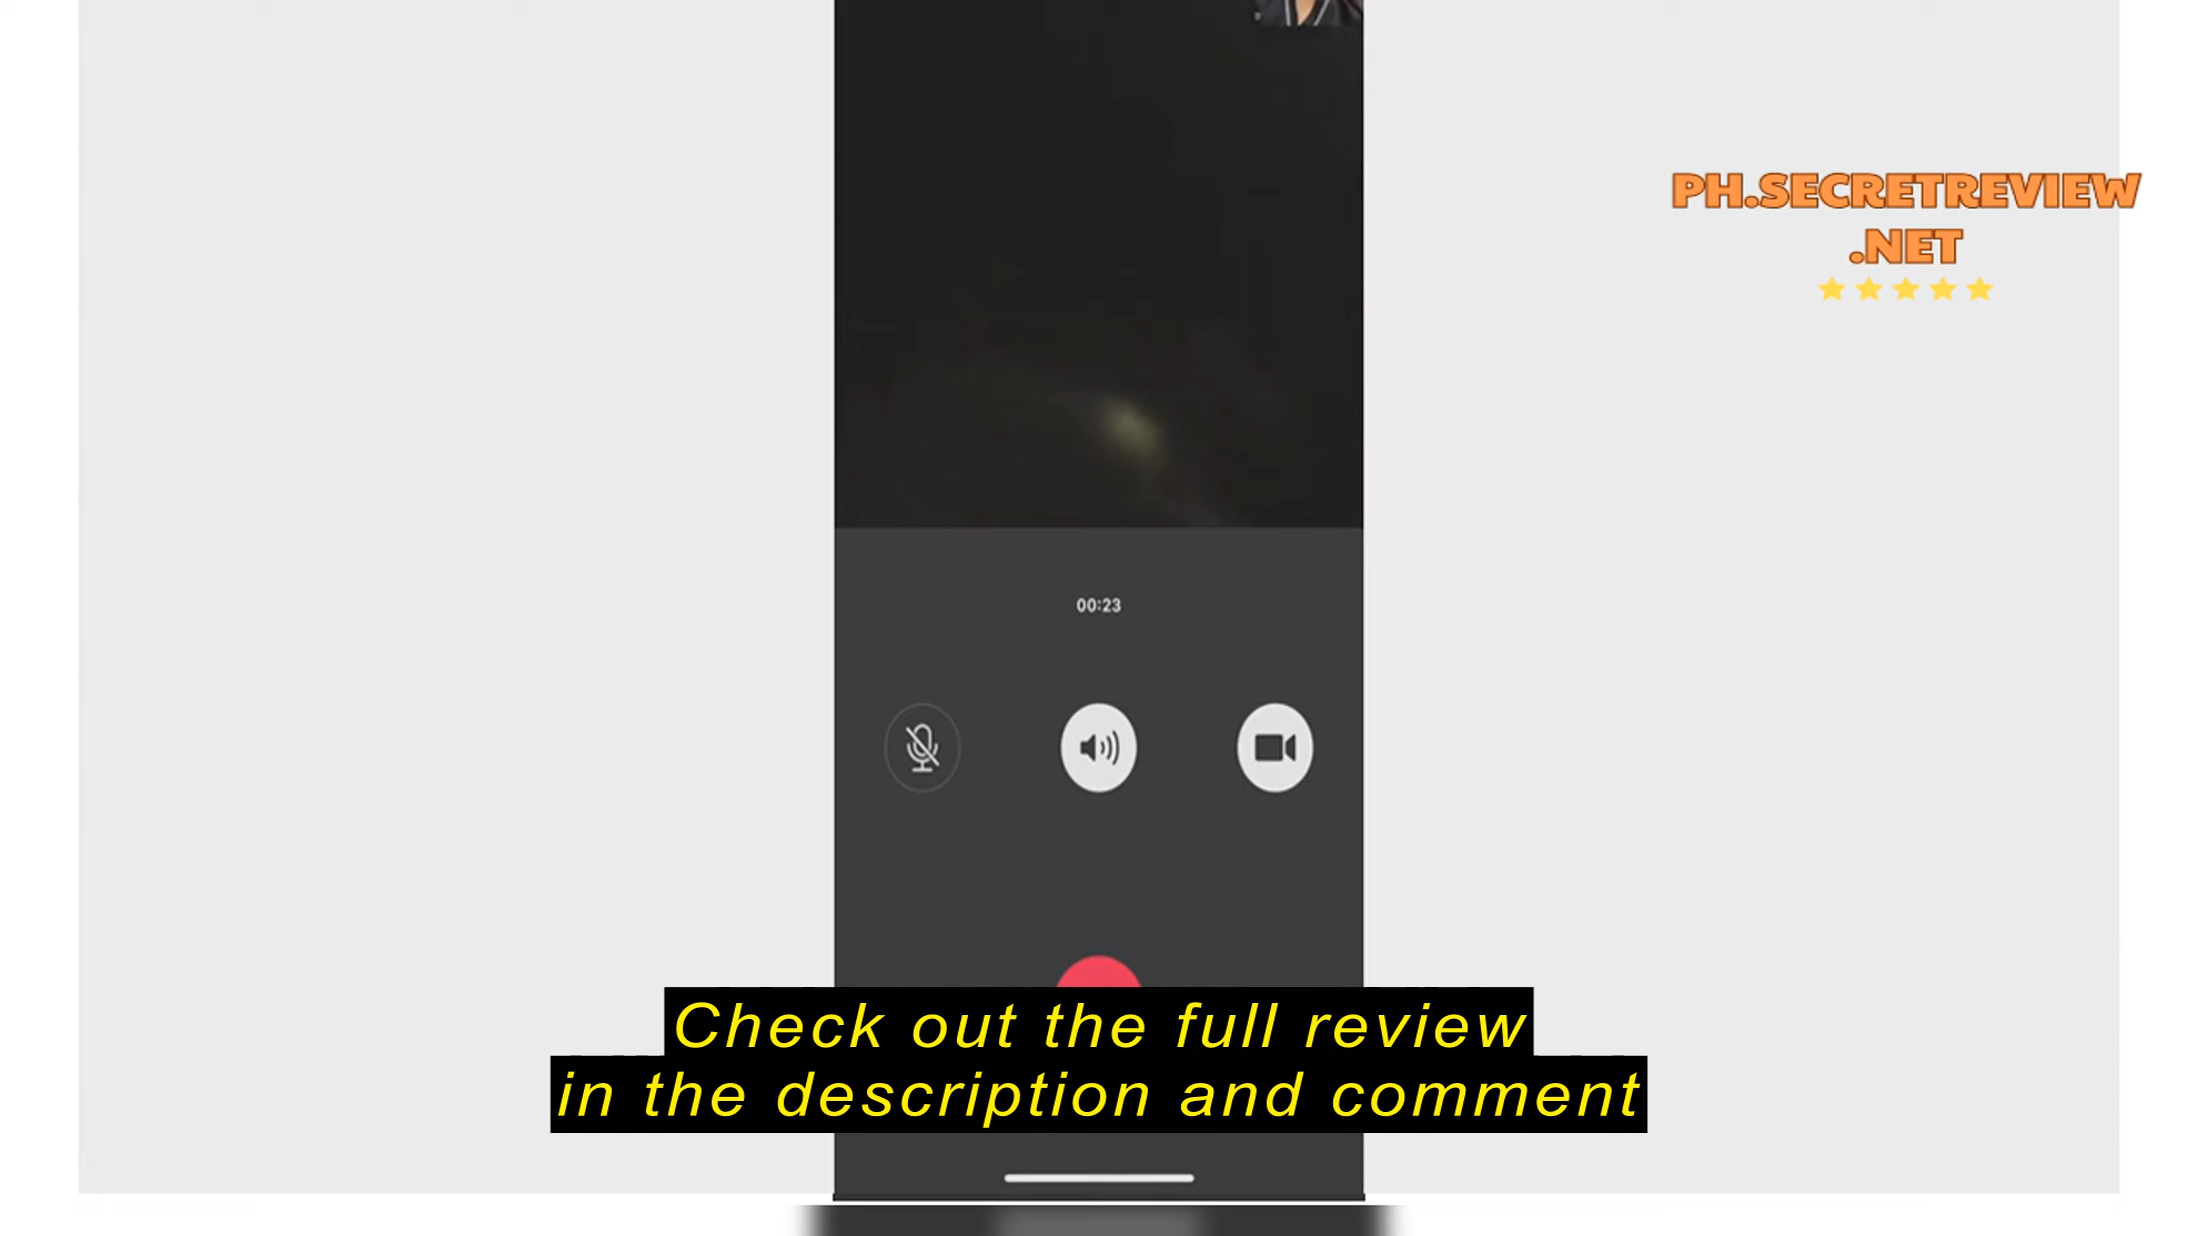 PH.SECRETREVIEW
.NET
00:23
Check out the full review
in the description and comment